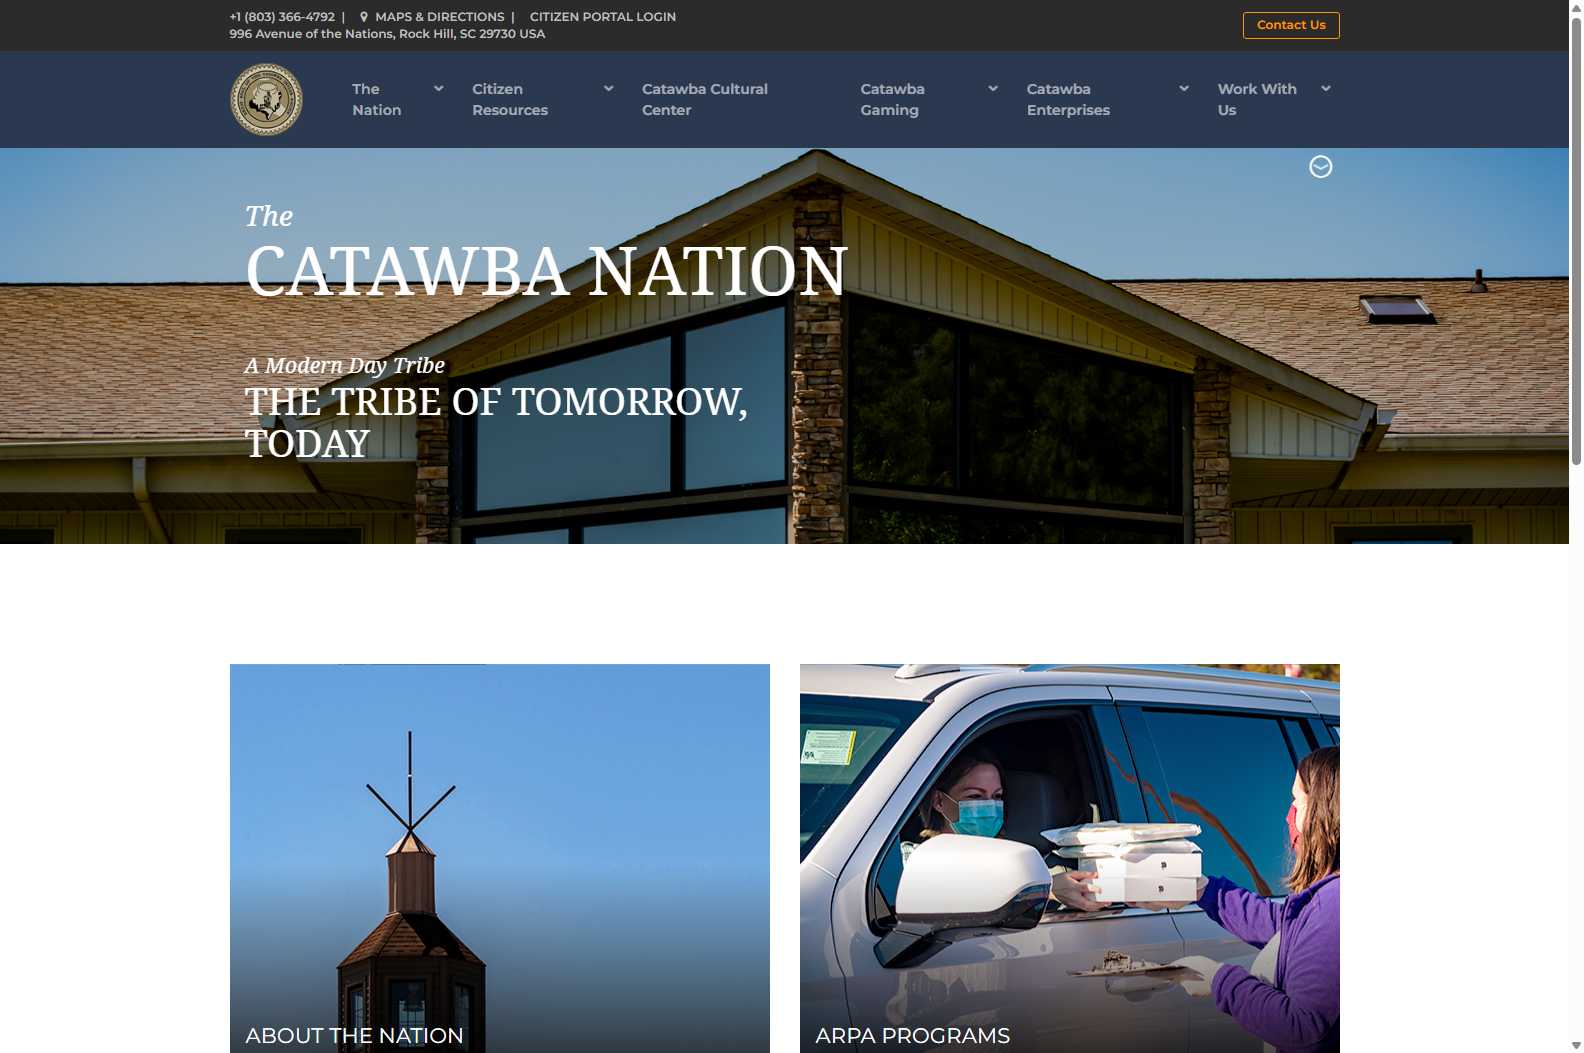 +1 (803) 366-4792 | MAPS & DIRECTIONS | CITIZEN PORTAL LOGIN
996 Avenue of the Nations, Rock Hill, SC 29730 USA
Contact Us
The
Nation
Citizen
Resources
Catawba Cultural
Center
Catawba
Gaming
Catawba
Enterprises
Work With
Us
The
CATAWBA NATION
A Modern Day Tribe
THE TRIBE OF TOMORROW,
TODAY
ABOUT THE NATION
ARPA PROGRAMS